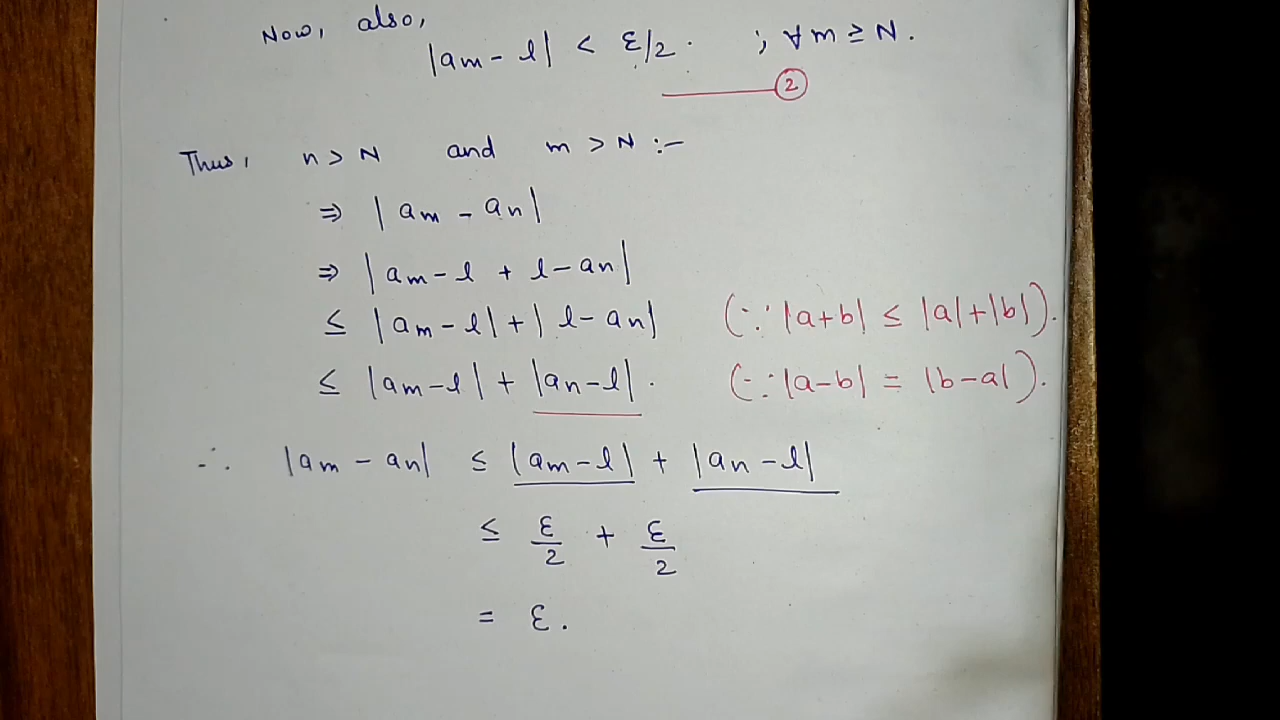 Now, also,
|am - l| < ε/2. ; ∀ m ≥ N.
②
Thus, n > N and m > N :-
⇒ |am - an|
⇒ |am - l + l - an|
≤ |am - l| + |l - an| (∵ |a+b| ≤ |a|+|b|).
≤ |am - l| + |an - l|. (∵ |a-b| = |b-a|).
∴ |am - an| ≤ |am - l| + |an - l|
≤ ε/2 + ε/2
= ε.